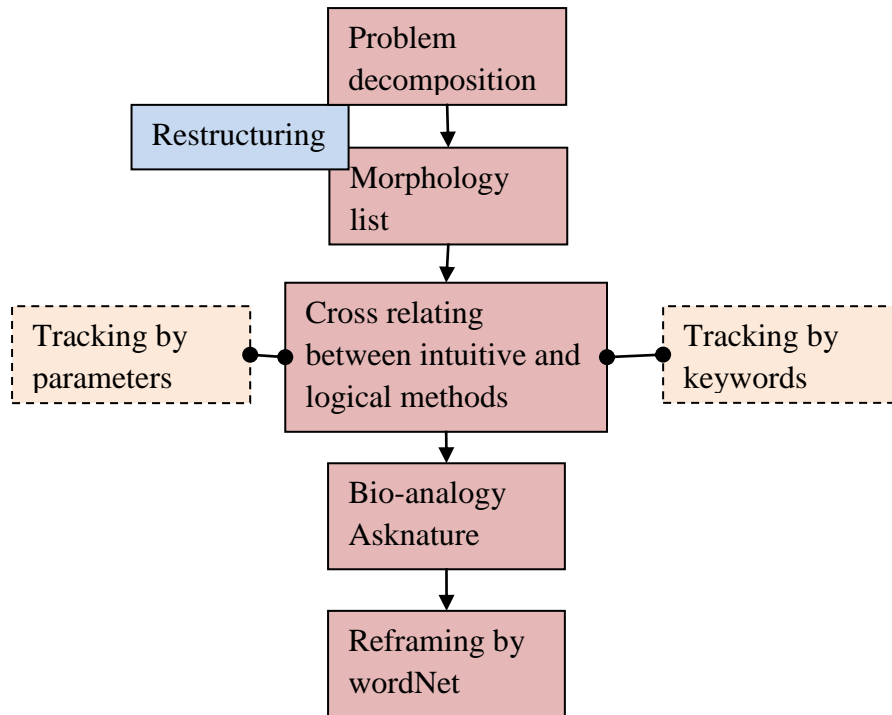 Problem
decomposition
Restructuring
Morphology
list
Cross relating
between intuitive and
logical methods
Tracking by
parameters
Tracking by
keywords
Bio-analogy
Asknature
Reframing by
wordNet